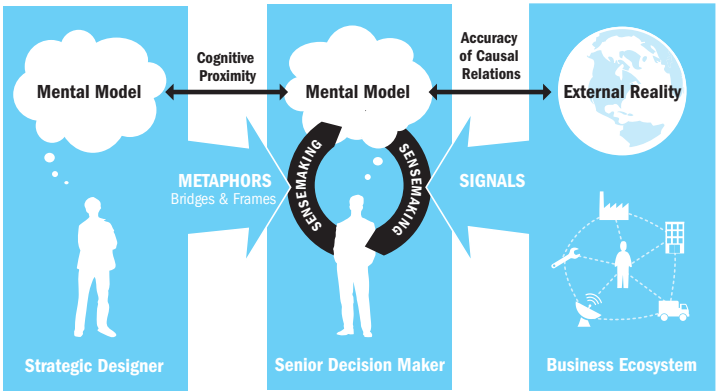 Mental Model
Cognitive
Proximity
Mental Model
Accuracy
of Causal
Relations
External Reality
METAPHORS
Bridges & Frames
SENSEMAKING
SENSEMAKING
SIGNALS
Strategic Designer
Senior Decision Maker
Business Ecosystem